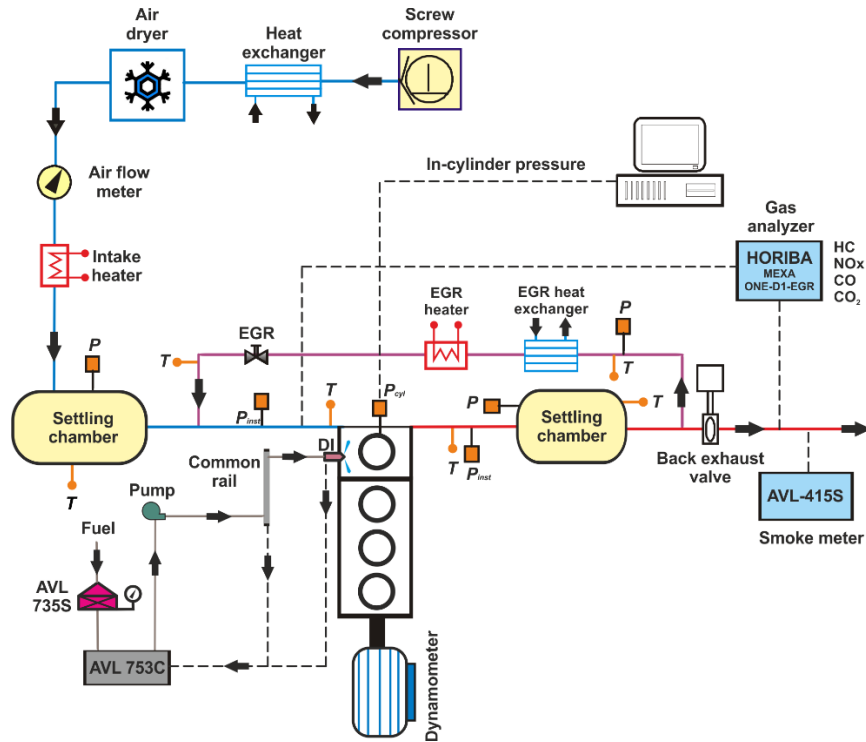 Air
dryer
Heat
exchanger
Screw
compressor
In-cylinder pressure
Air flow
meter
Gas
analyzer
HORIBA
MEXA
ONE-D1-EGR
HC
NOx
CO
CO2
Intake
heater
EGR
EGR
heater
EGR heat
exchanger
P
P
T
T
Settling
chamber
T
Pinst
T
Pcyl
P
Settling
chamber
T
T
Pinst
Back exhaust
valve
AVL-415S
Smoke meter
DI
Common
rail
Pump
Fuel
AVL
735S
AVL 753C
Dynamometer